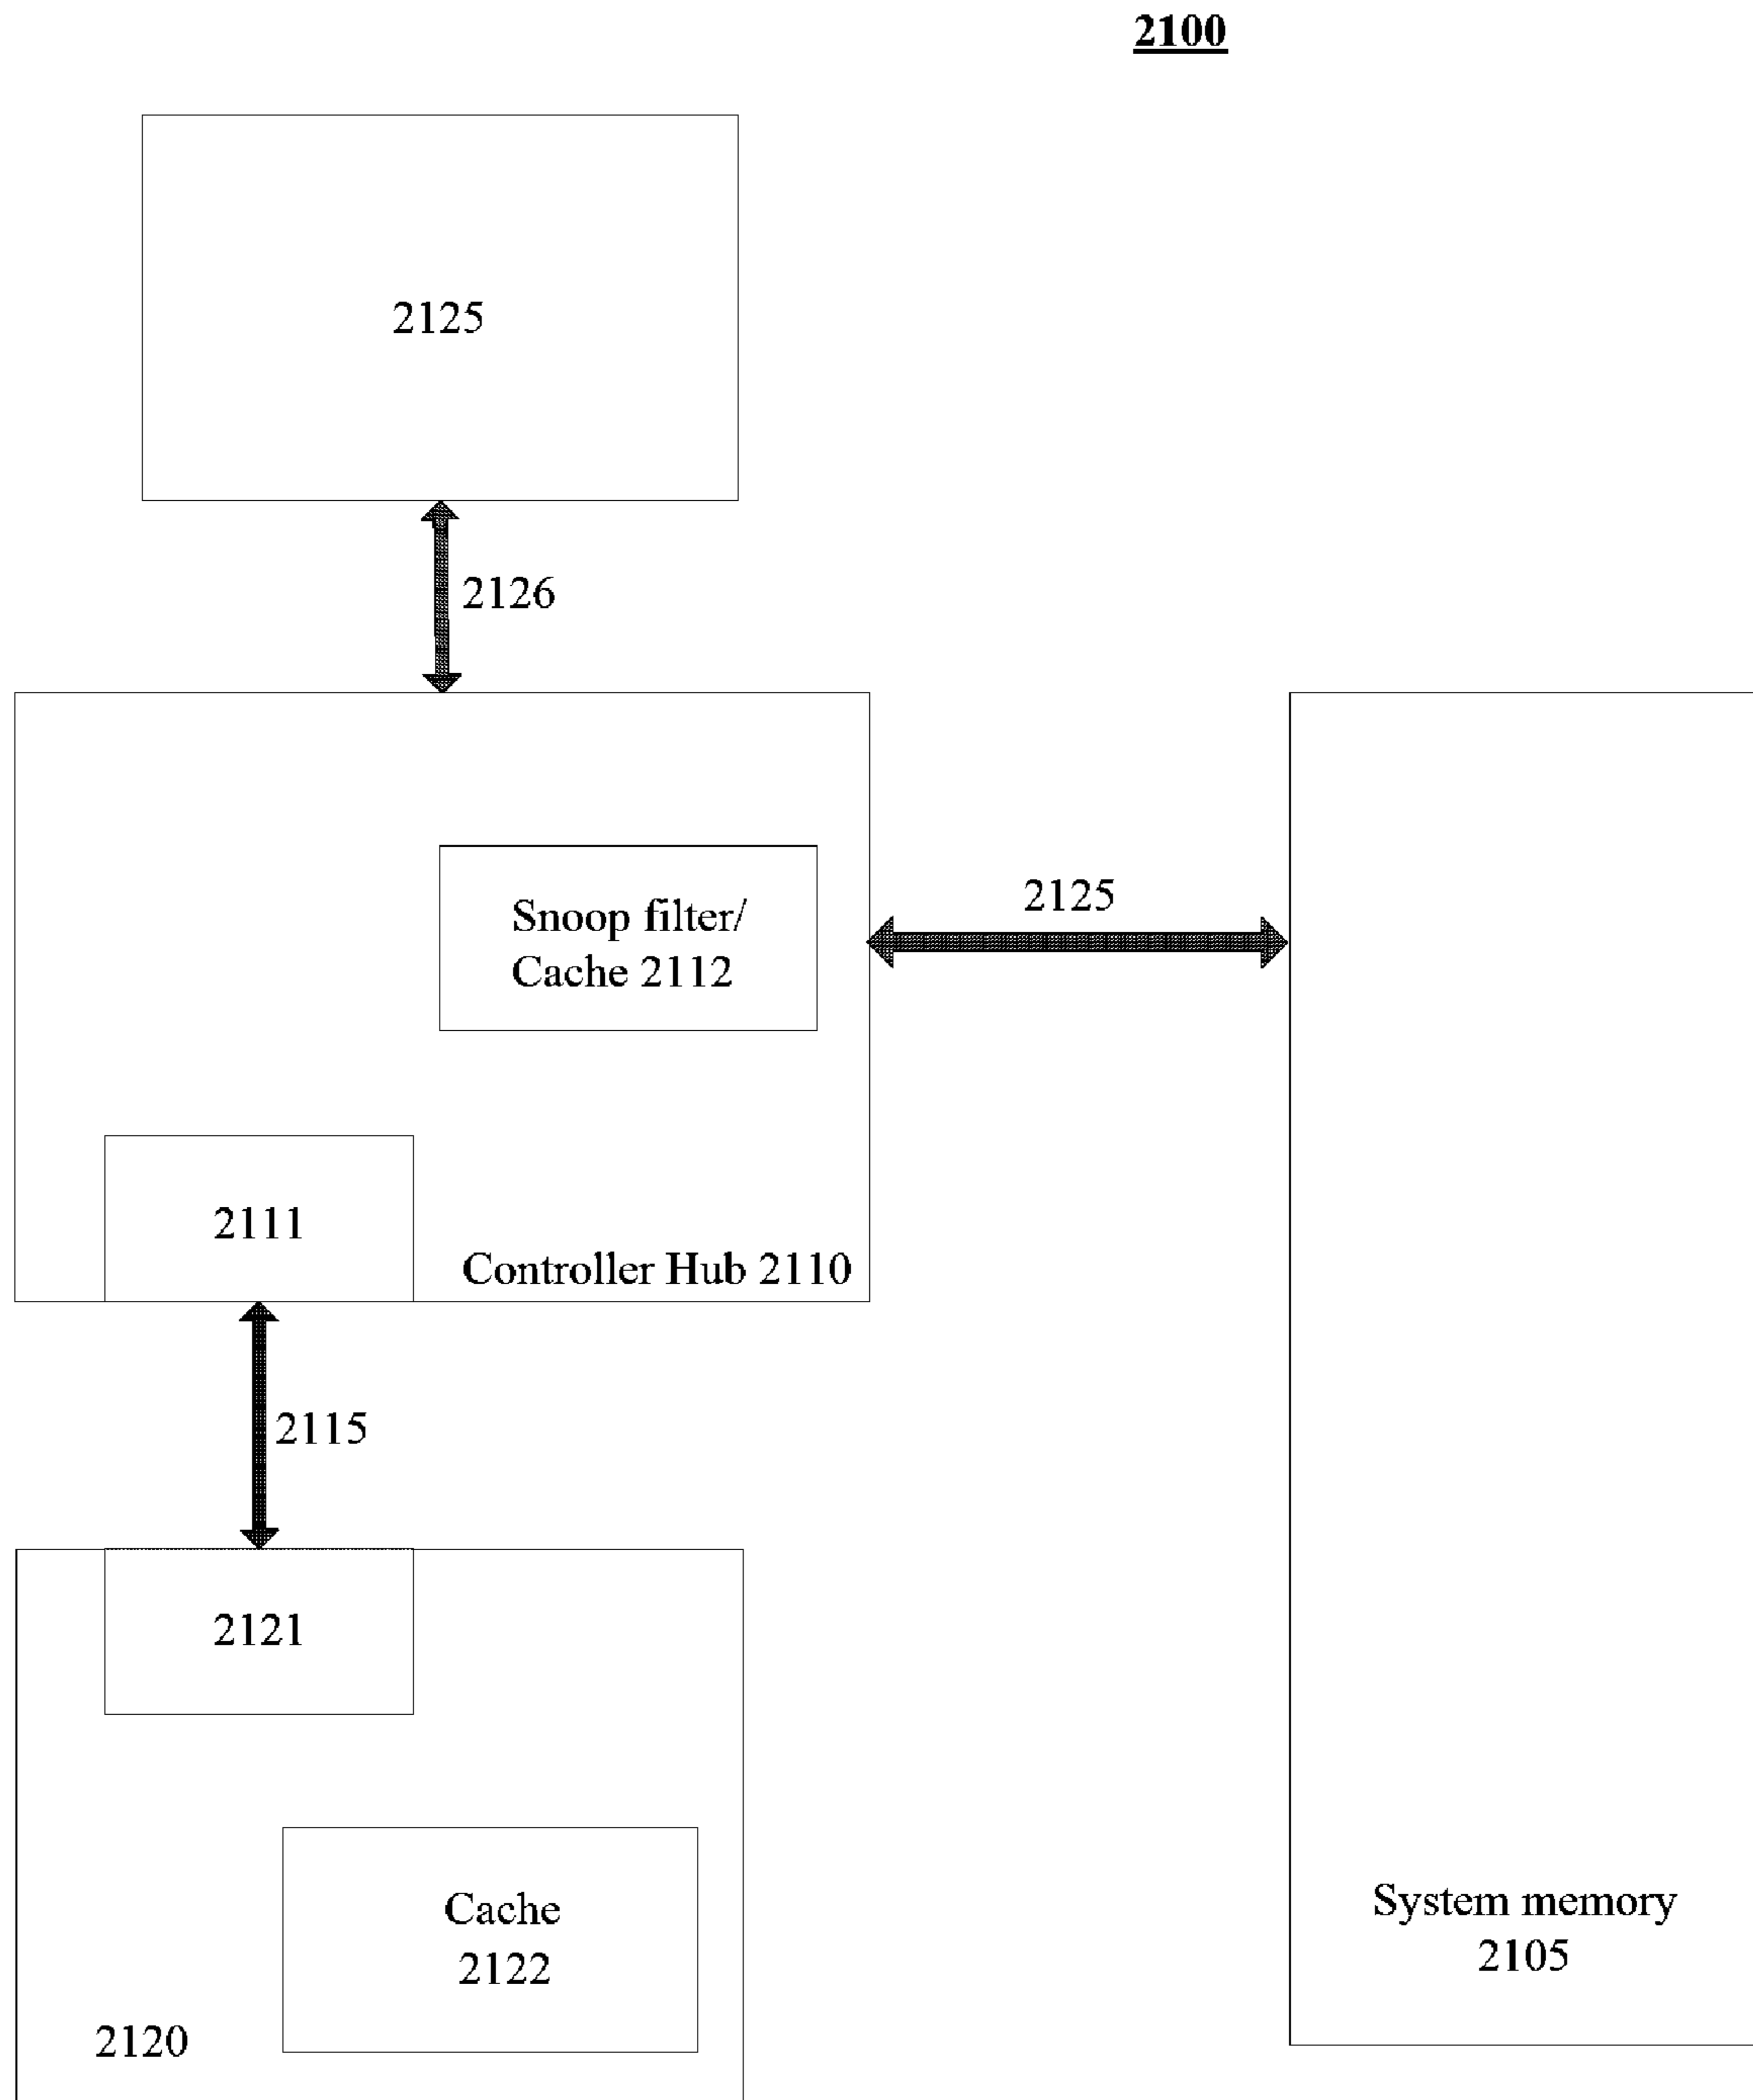 2100
2125
2126
Snoop filter/
Cache 2112
2125
2111
Controller Hub 2110
2115
2121
Cache
2122
2120
System memory
2105